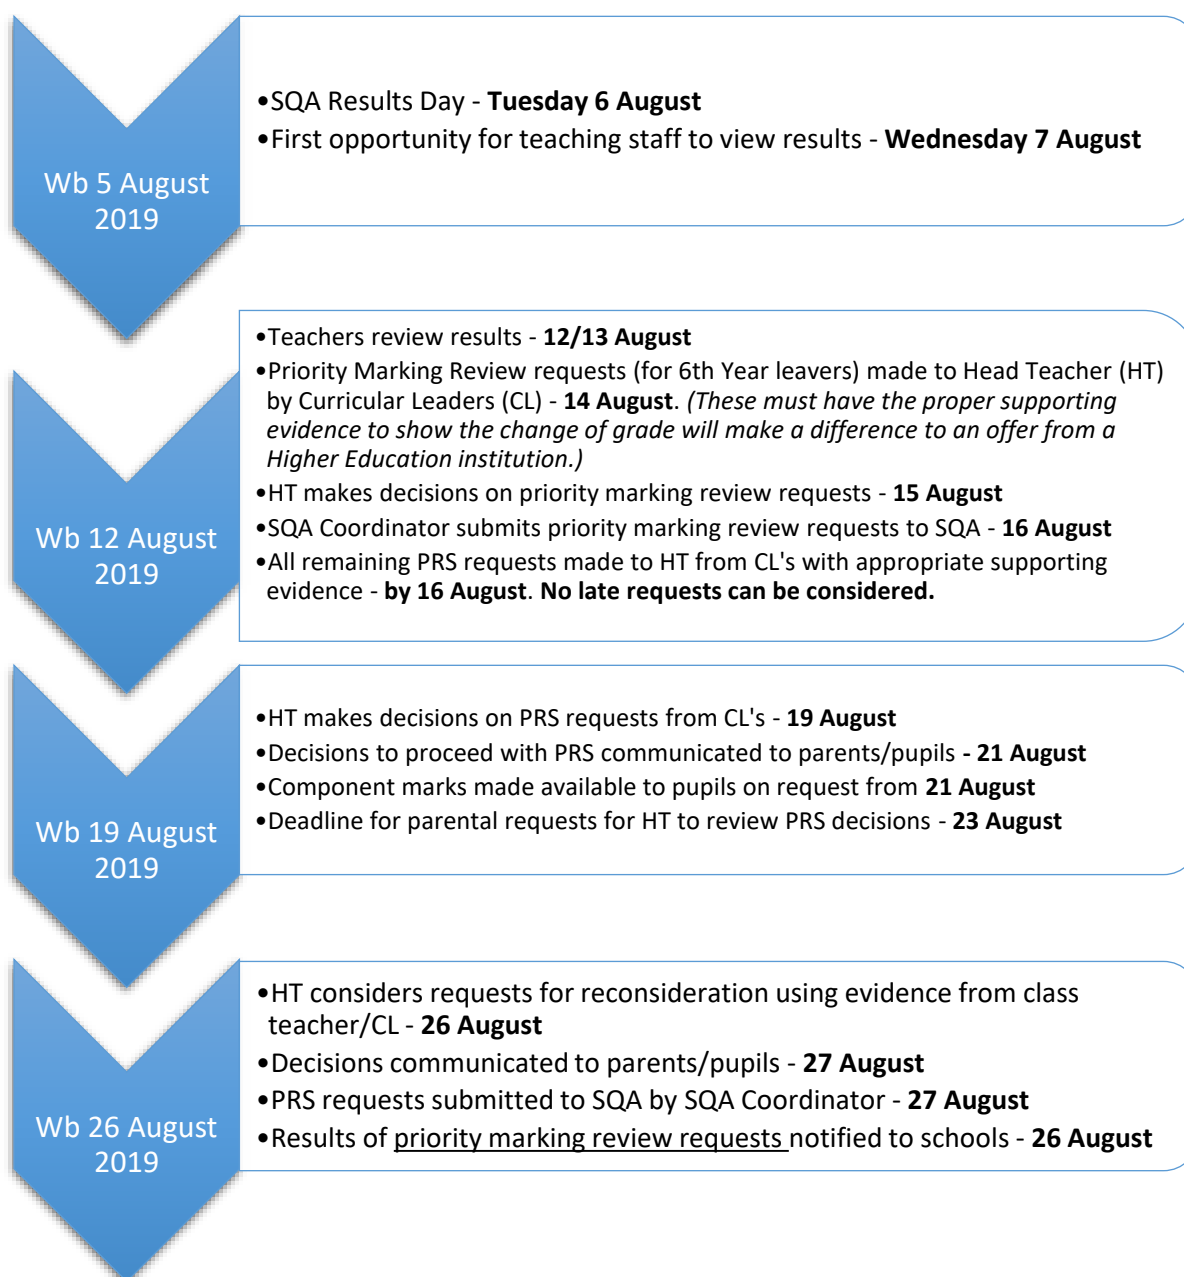 Wb 5 August
2019
•SQA Results Day - Tuesday 6 August
•First opportunity for teaching staff to view results - Wednesday 7 August
Wb 12 August
2019
•Teachers review results - 12/13 August
•Priority Marking Review requests (for 6th Year leavers) made to Head Teacher (HT)
by Curricular Leaders (CL) - 14 August. (These must have the proper supporting
evidence to show the change of grade will make a difference to an offer from a
Higher Education institution.)
•HT makes decisions on priority marking review requests - 15 August
•SQA Coordinator submits priority marking review requests to SQA - 16 August
•All remaining PRS requests made to HT from CL's with appropriate supporting
evidence - by 16 August. No late requests can be considered.
Wb 19 August
2019
•HT makes decisions on PRS requests from CL's - 19 August
•Decisions to proceed with PRS communicated to parents/pupils - 21 August
•Component marks made available to pupils on request from 21 August
•Deadline for parental requests for HT to review PRS decisions - 23 August
Wb 26 August
2019
•HT considers requests for reconsideration using evidence from class
teacher/CL - 26 August
•Decisions communicated to parents/pupils - 27 August
•PRS requests submitted to SQA by SQA Coordinator - 27 August
•Results of priority marking review requests notified to schools - 26 August